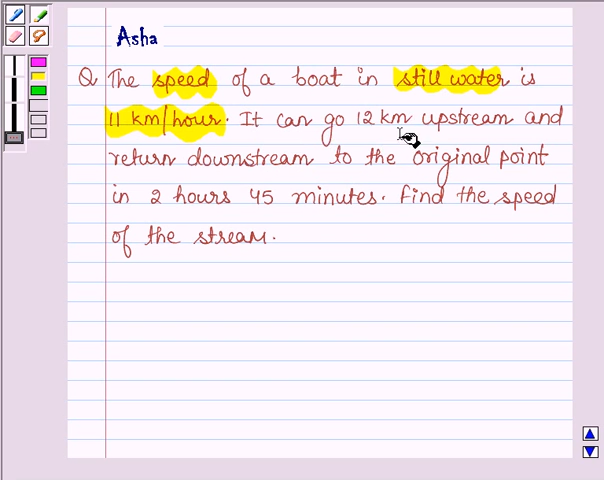 Asha
Q The speed of a boat in still water is
11 km/hour. It can go 12 km upstream and
return downstream to the original point
in 2 hours 45 minutes. Find the speed
of the stream.